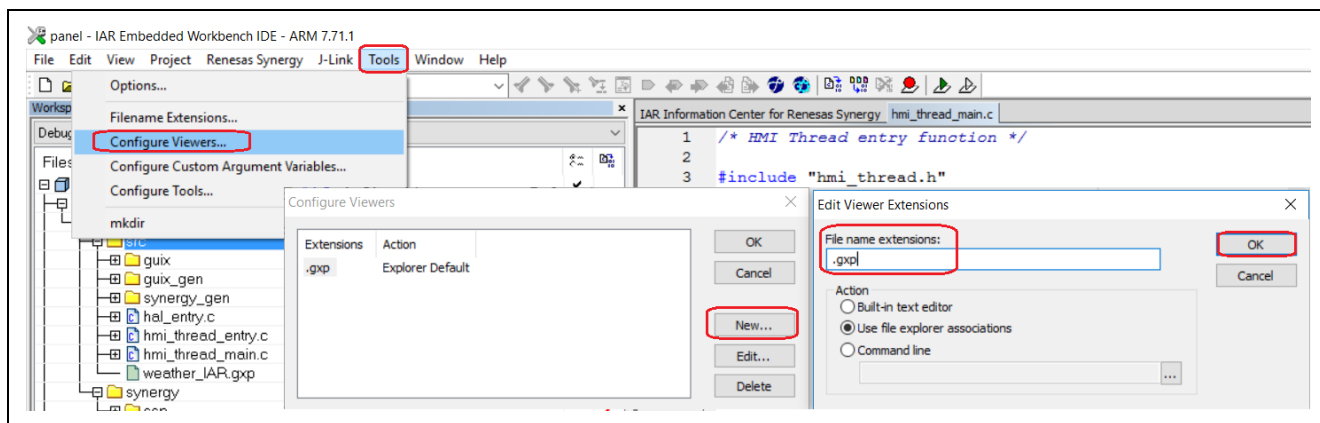 panel - IAR Embedded Workbench IDE - ARM 7.71.1
File Edit View Project Renesas Synergy J-Link Tools Window Help
Options...
Filename Extensions...
Configure Viewers...
Configure Custom Argument Variables...
Configure Tools...
mkdir
Worksp
Debug
Files
src
guix
guix_gen
synergy_gen
hal_entry.c
hmi_thread_entry.c
hmi_thread_main.c
weather_IAR.gxp
synergy
IAR Information Center for Renesas Synergy hmi_thread_main.c
1 /* HMI Thread entry function */
2
3 #include "hmi_thread.h"
Configure Viewers
Extensions Action
.gxp Explorer Default
OK
Cancel
New...
Edit...
Delete
Edit Viewer Extensions
File name extensions:
.gxp
OK
Cancel
Action
Built-in text editor
Use file explorer associations
Command line
...